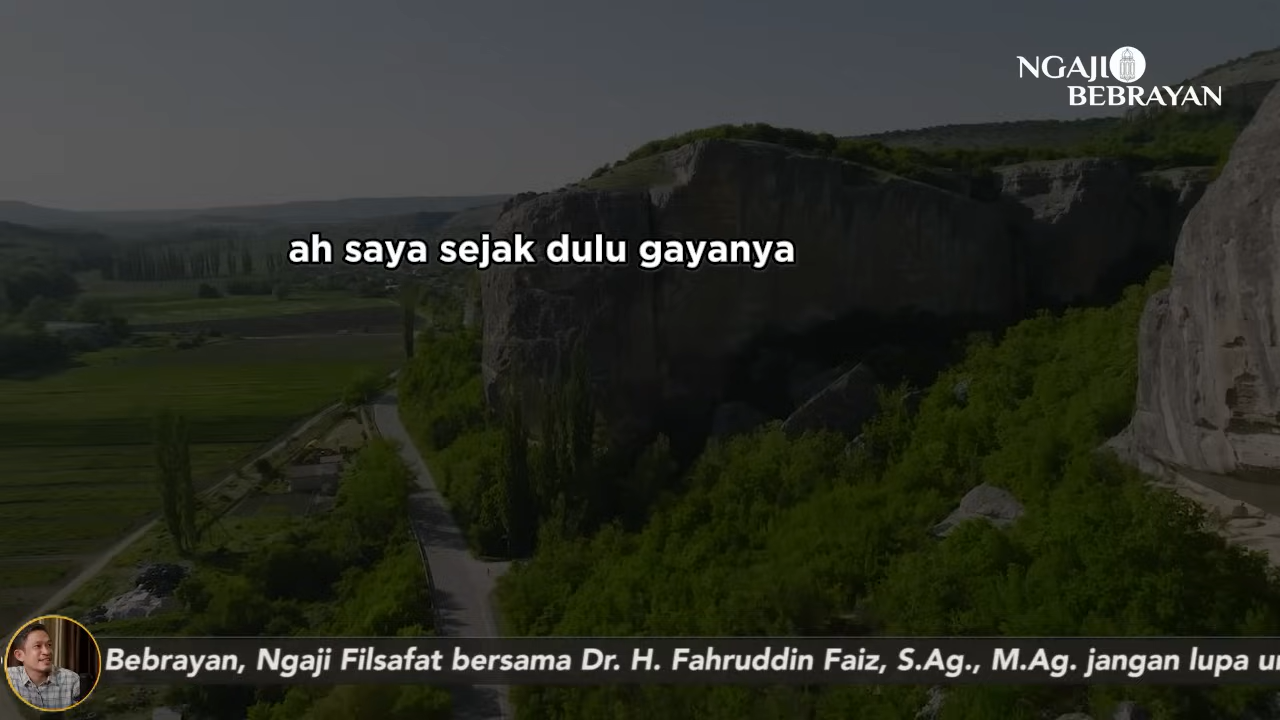 NGAJI
BEBRAYAN
ah saya sejak dulu gayanya
Bebrayan, Ngaji Filsafat bersama Dr. H. Fahruddin Faiz, S.Ag., M.Ag. jangan lupa